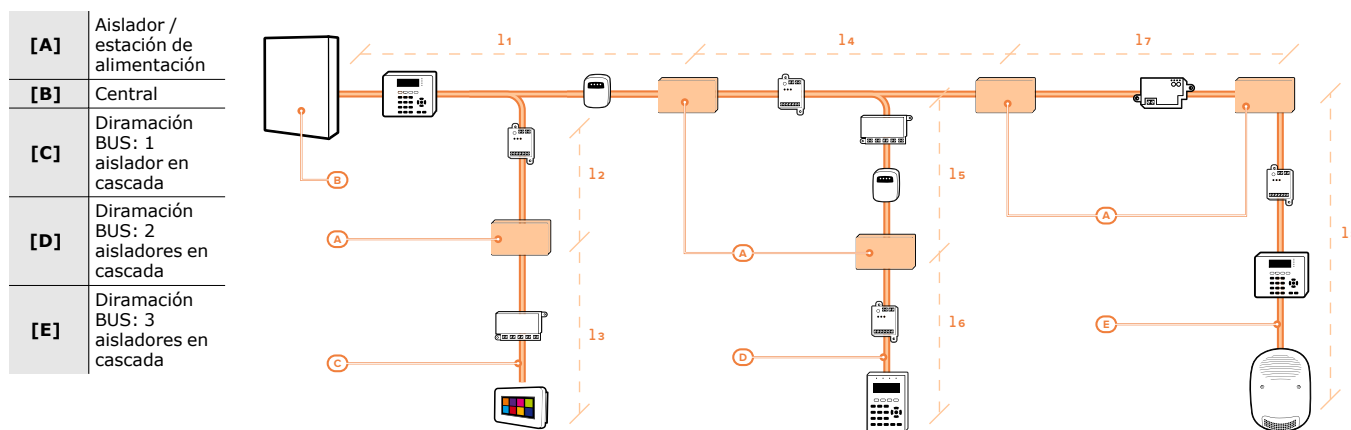 [A]
Aislador /
estación de
alimentación
[B]
Central
[C]
Diramación
BUS: 1
aislador en
cascada
[D]
Diramación
BUS: 2
aisladores en
cascada
[E]
Diramación
BUS: 3
aisladores en
cascada
l1
l4
l7
l2
l5
l
B
A
A
A
l3
l6
C
D
E